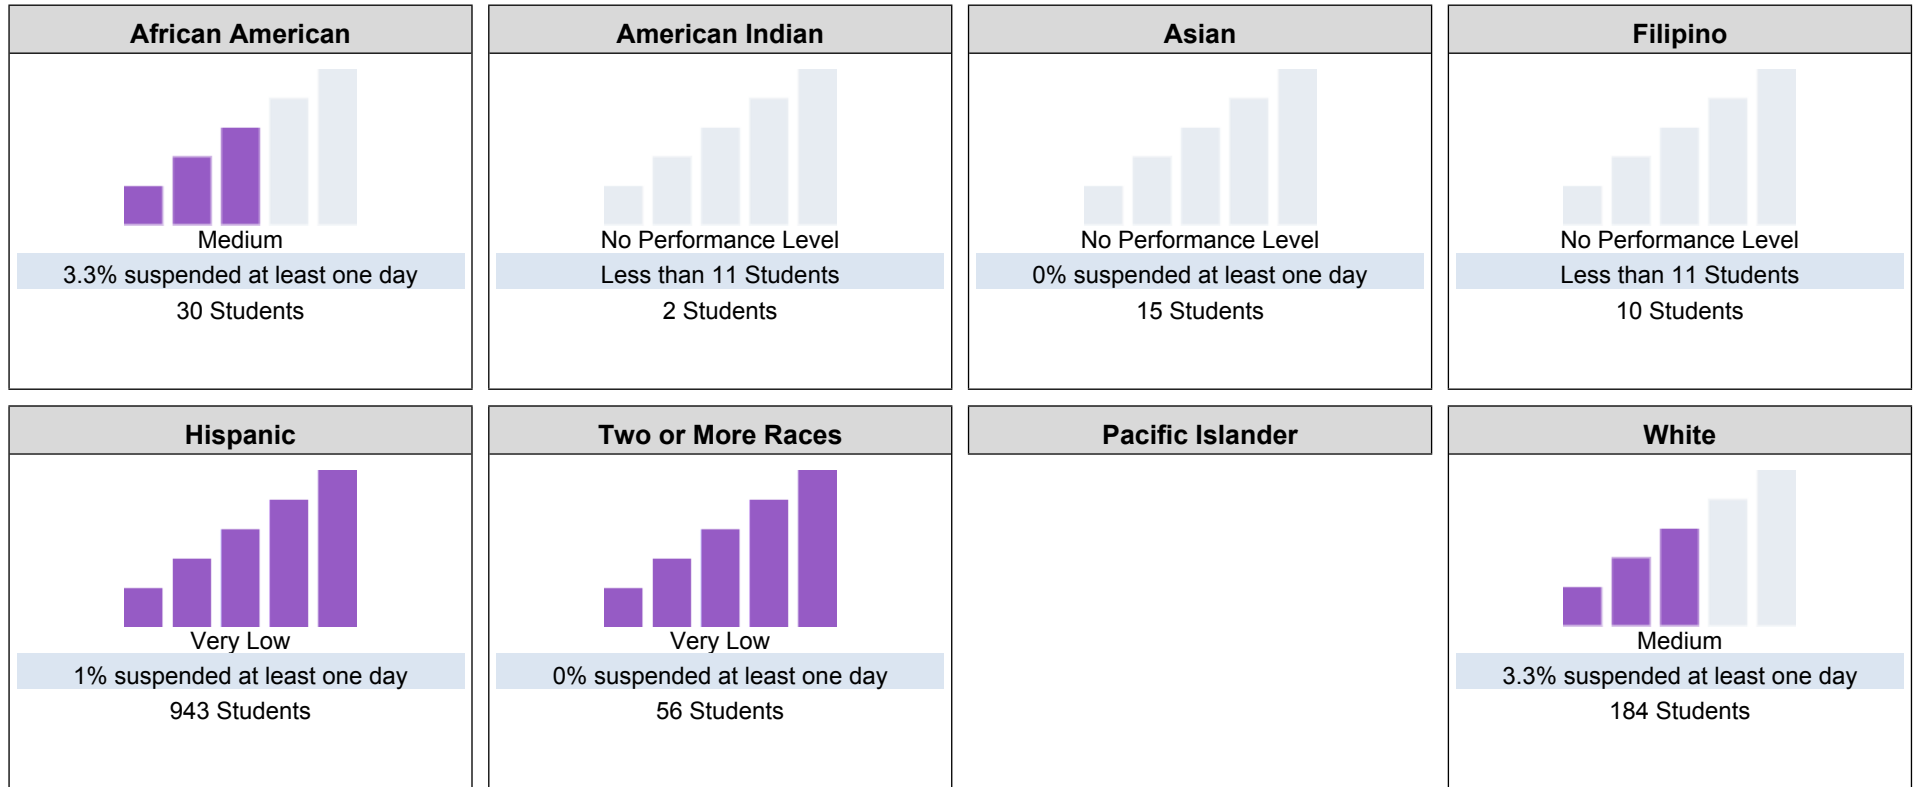 African American
Medium
3.3% suspended at least one day
30 Students
American Indian
No Performance Level
Less than 11 Students
2 Students
Asian
No Performance Level
0% suspended at least one day
15 Students
Filipino
No Performance Level
Less than 11 Students
10 Students
Hispanic
Very Low
1% suspended at least one day
943 Students
Two or More Races
Very Low
0% suspended at least one day
56 Students
Pacific Islander
White
Medium
3.3% suspended at least one day
184 Students